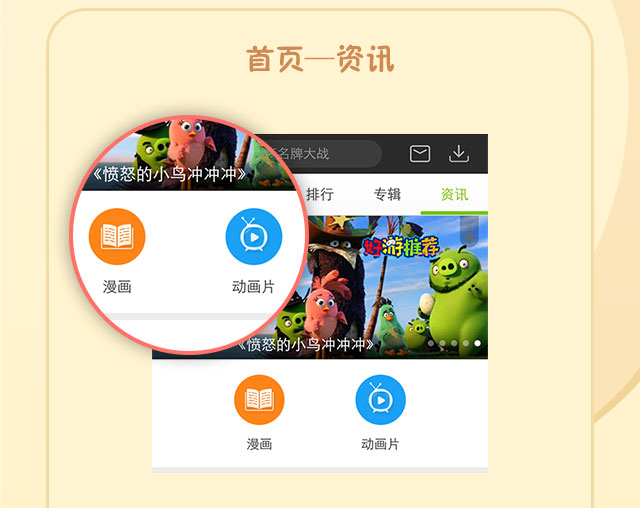 首页—资讯
名牌大战
排行 专辑 资讯
《愤怒的小鸟冲冲冲》
漫画 动画片
好游推荐
《愤怒的小鸟冲冲冲》
漫画 动画片